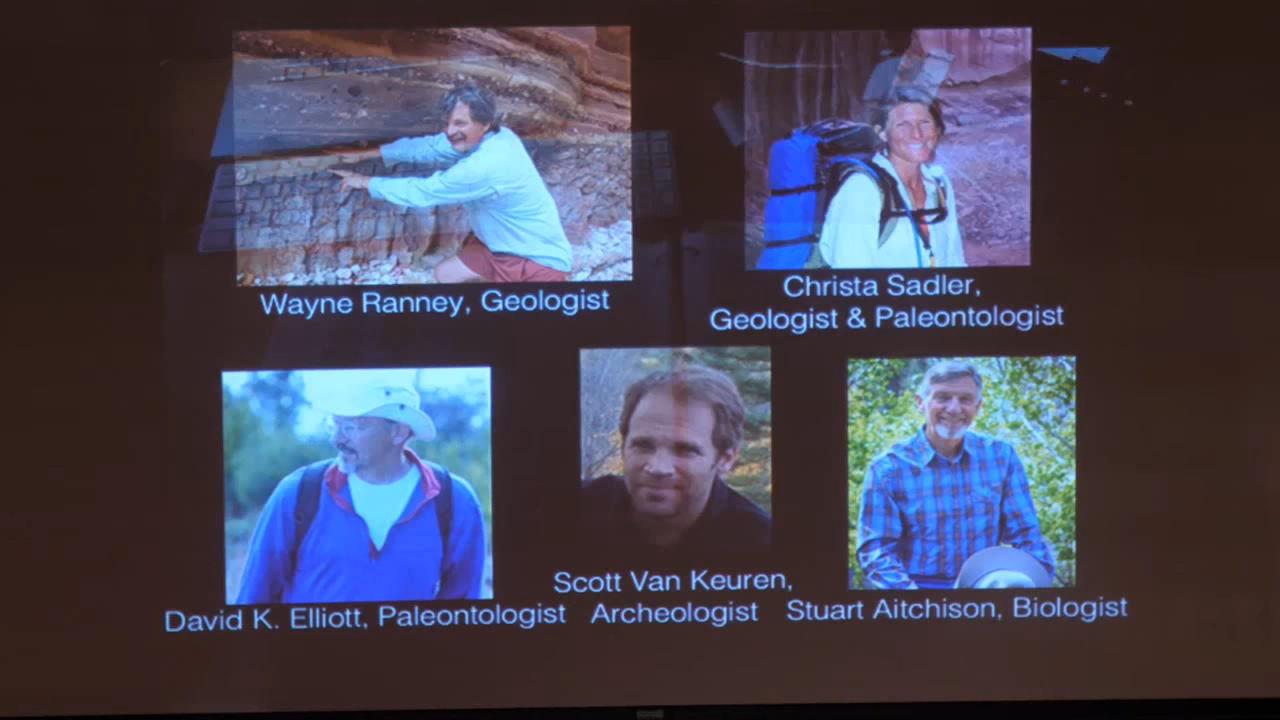 Wayne Ranney, Geologist
Christa Sadler,
Geologist & Paleontologist
David K. Elliott, Paleontologist
Scott Van Keuren,
Archeologist
Stuart Aitchison, Biologist